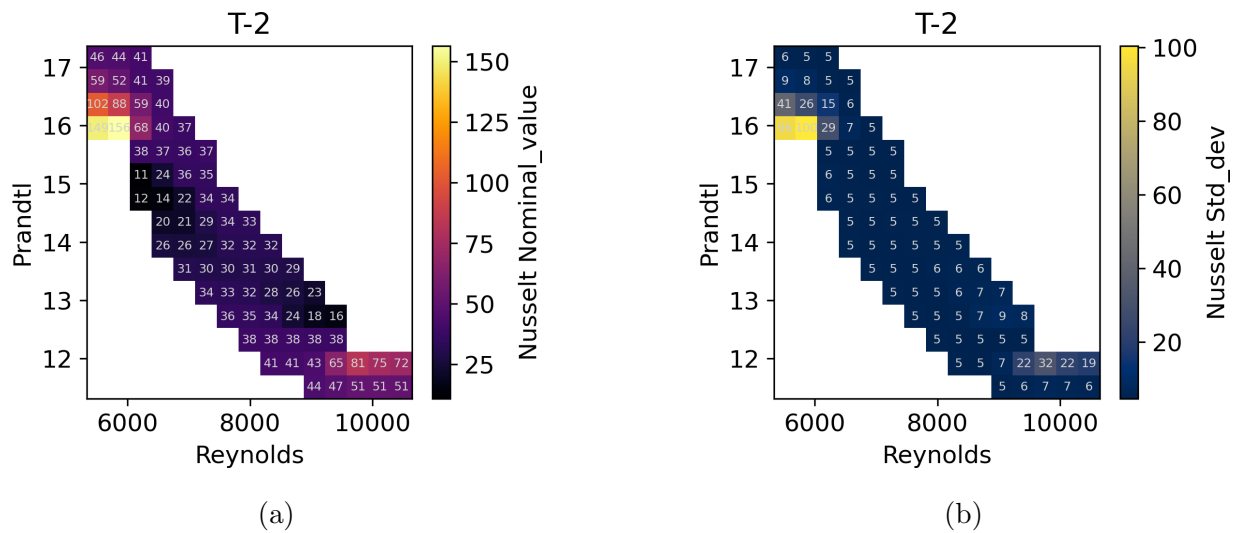 T-2
46 44 41
17
59 52 41 39
102 88 59 40
16
156 68 40 37
38 37 36 37
11 24 36 35
15
12 14 22 34 34
20 21 29 34 33
14
26 26 27 32 32 32
31 30 30 31 30 29
13
34 33 32 28 26 23
36 35 34 24 18 16
38 38 38 38 38
12
41 41 43 65 81 75 72
44 47 51 51 51
Prandtl
6000 8000 10000
Reynolds
150
125
100
75
50
25
Nusselt Nominal_value
(a)
T-2
6 5 5
17
9 8 5 5
41 26 15 6
16
29 7 5
5 5 5 5
6 5 5 5
15
6 5 5 5 5
5 5 5 5 5
14
5 5 5 5 5 5
5 5 5 6 6 6
13
5 5 5 6 7 7
5 5 5 7 9 8
5 5 5 5 5
12
5 5 7 22 32 22 19
5 6 7 7 6
Prandtl
6000 8000 10000
Reynolds
100
80
60
40
20
Nusselt Std_dev
(b)